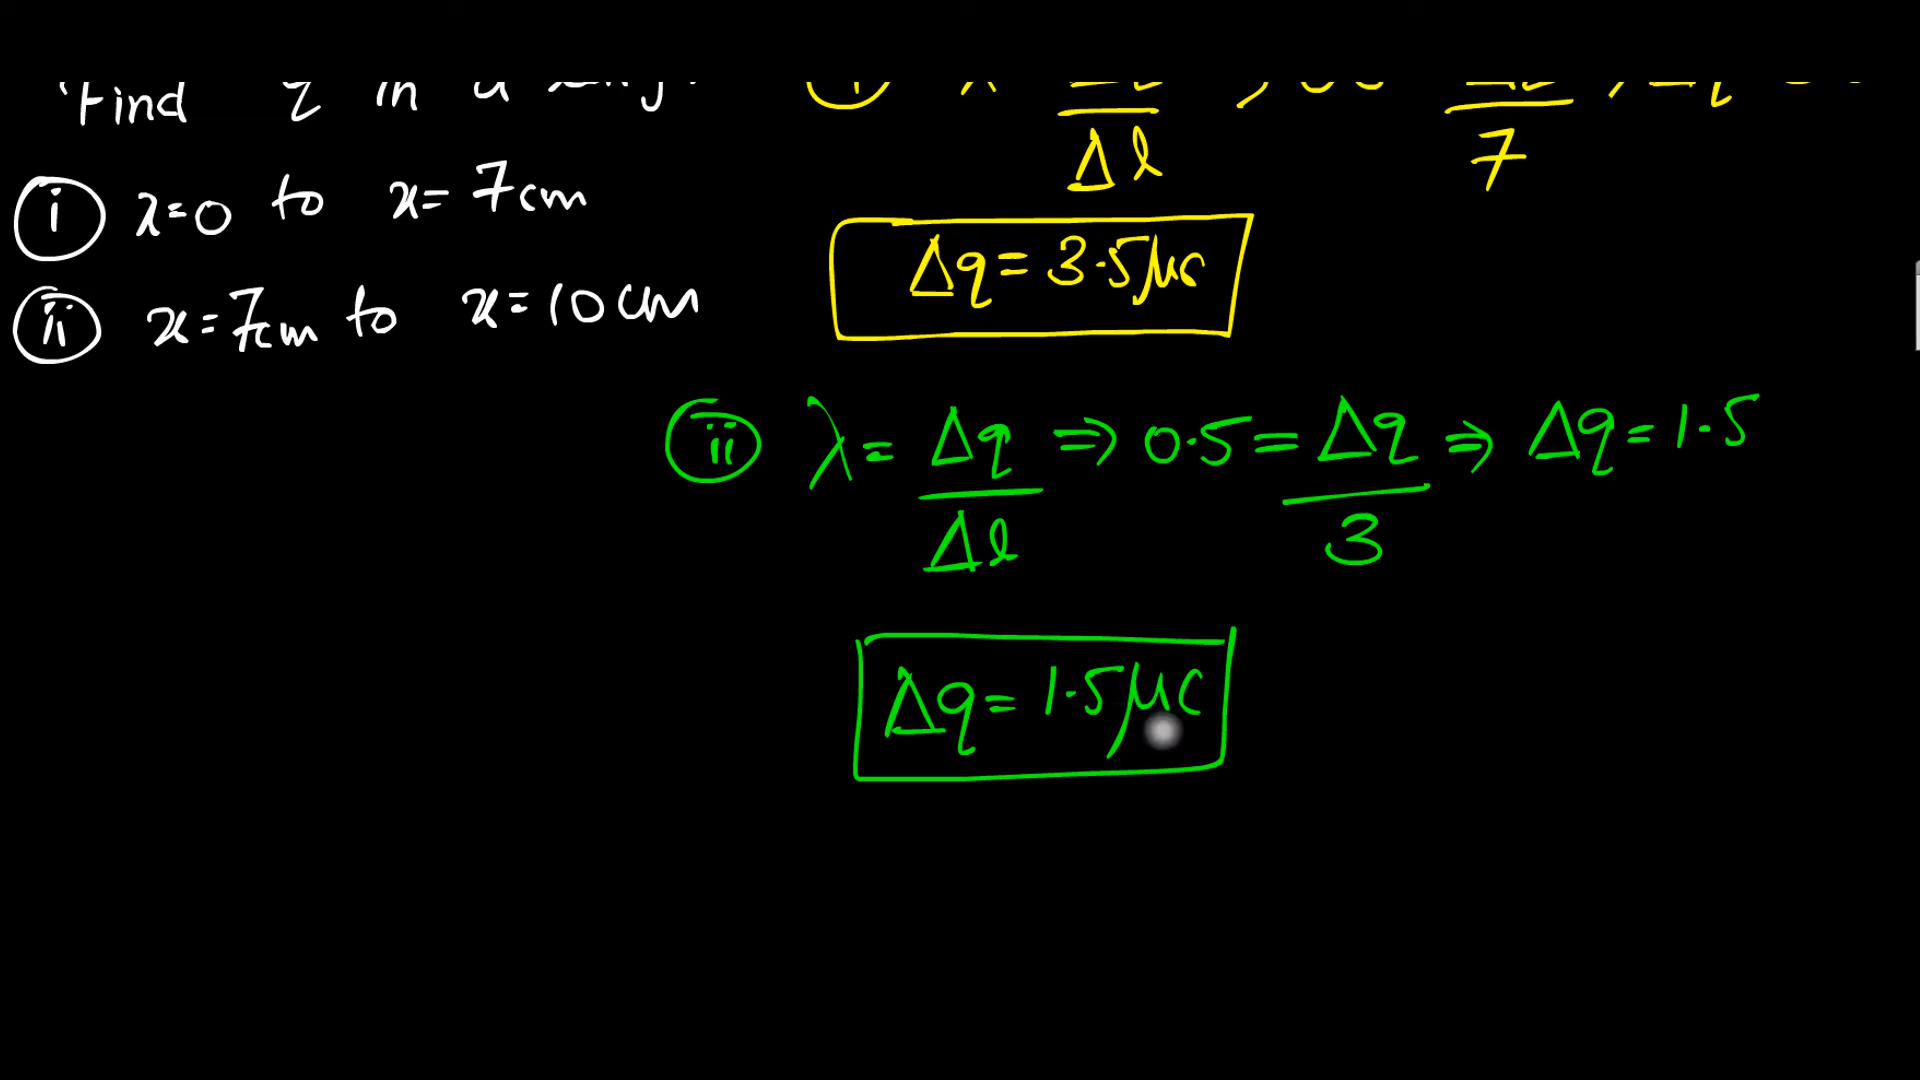 Find q in a
(i) x=0 to x= 7cm
(ii) x=7cm to x=10cm
Δl 7
Δq= 3.5μc
(ii) λ= Δq/Δl ⇒ 0.5= Δq/3 ⇒ Δq=1.5
Δq= 1.5μc